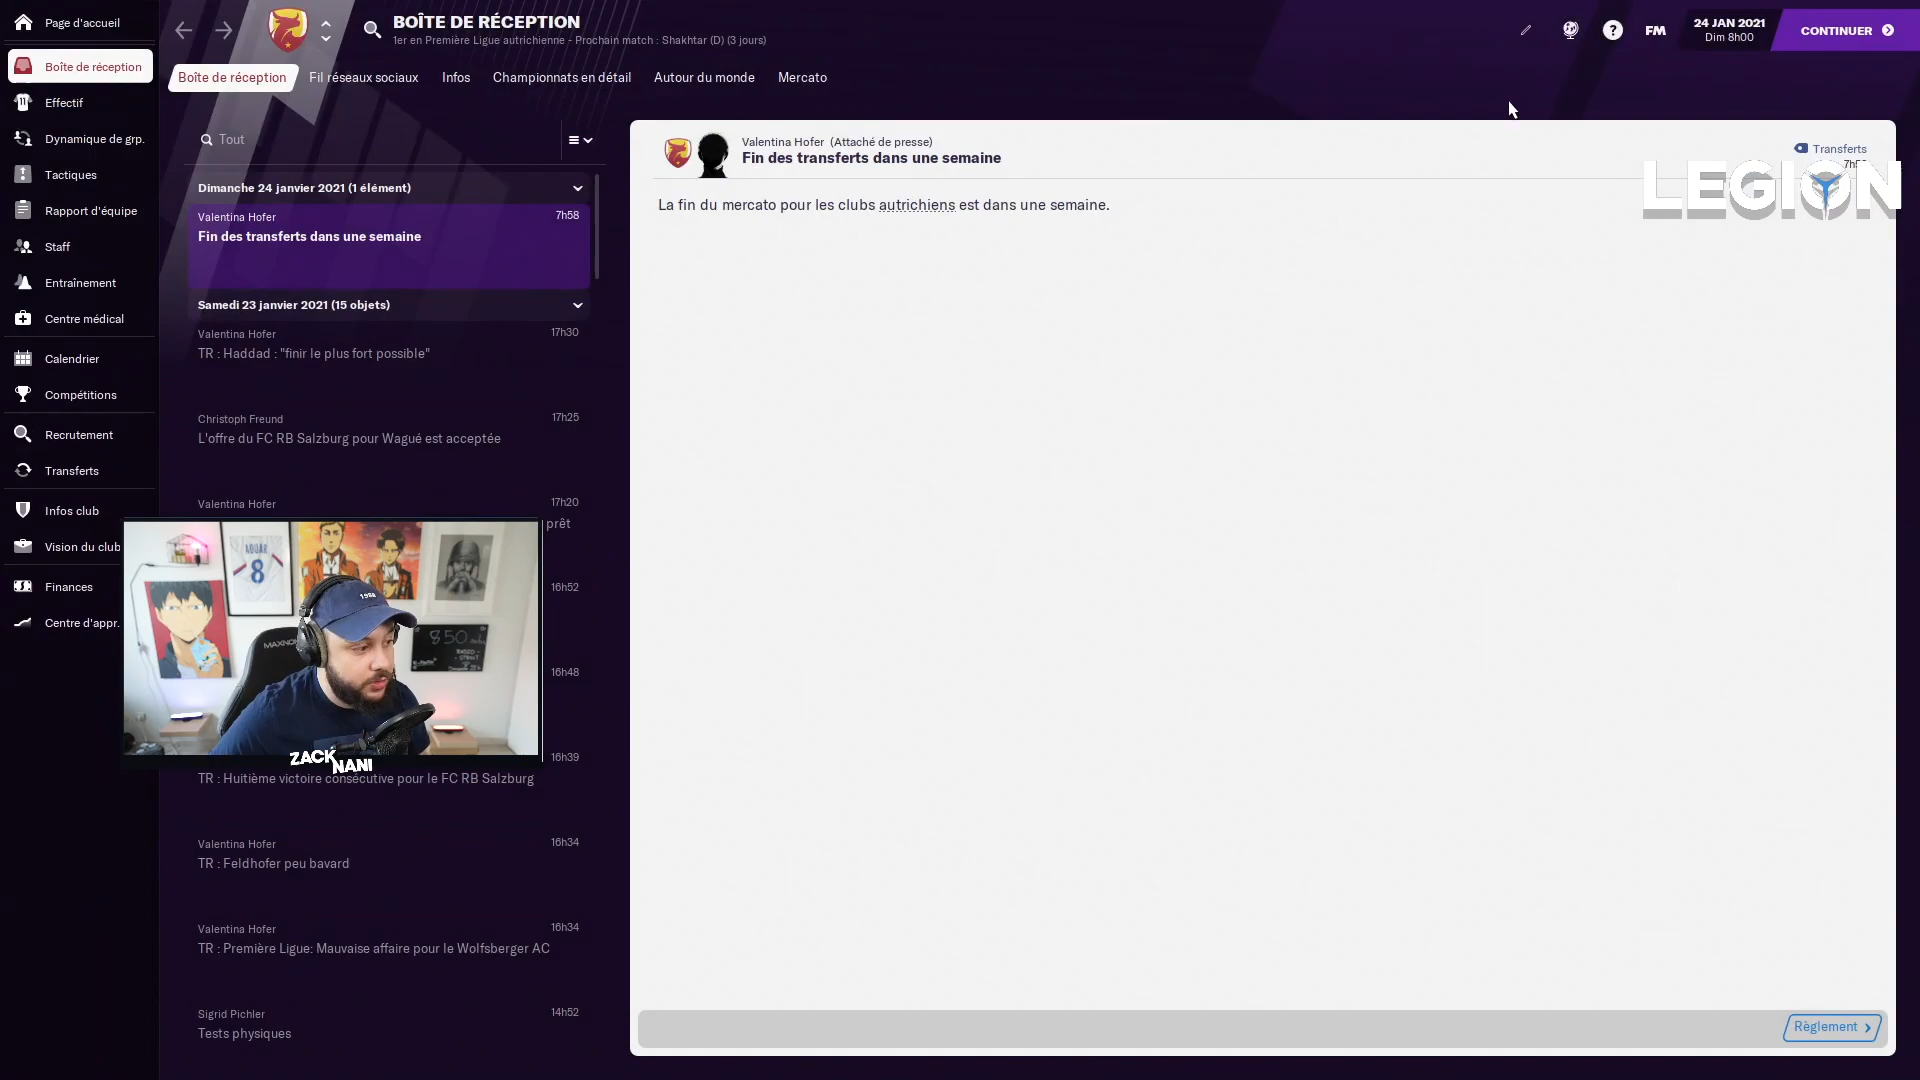 Page d'accueil
Boîte de réception
Effectif
Dynamique de grp.
Tactiques
Rapport d'équipe
Staff
Entraînement
Centre médical
Calendrier
Compétitions
Recrutement
Transferts
Infos club
Vision du club
Finances
Centre d'appr.
BOÎTE DE RÉCEPTION
1er en Première Ligue autrichienne - Prochain match : Shakhtar (D) (3 jours)
FM
24 JAN 2021
Dim 8h00
CONTINUER
Boîte de réception Fil réseaux sociaux Infos Championnats en détail Autour du monde Mercato
Tout
Dimanche 24 janvier 2021 (1 élément)
Valentina Hofer 7h58
Fin des transferts dans une semaine
Samedi 23 janvier 2021 (15 objets)
Valentina Hofer 17h30
TR : Haddad : "finir le plus fort possible"
Christoph Freund 17h25
L'offre du FC RB Salzburg pour Wagué est acceptée
Valentina Hofer 17h20
prêt
16h52
16h48
16h39
TR : Huitième victoire consécutive pour le FC RB Salzburg
Valentina Hofer 16h34
TR : Feldhofer peu bavard
Valentina Hofer 16h34
TR : Première Ligue: Mauvaise affaire pour le Wolfsberger AC
Sigrid Pichler 14h52
Tests physiques
Valentina Hofer (Attaché de presse)
Fin des transferts dans une semaine
Transferts
LEGION
La fin du mercato pour les clubs autrichiens est dans une semaine.
Règlement
AOUAR
8
1988
MAXNOM
850
ZACK
NANI